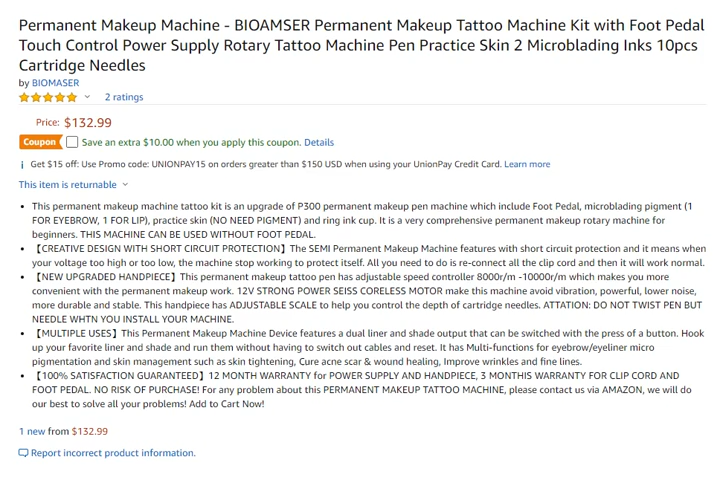 Permanent Makeup Machine - BIOAMSER Permanent Makeup Tattoo Machine Kit with Foot Pedal
Touch Control Power Supply Rotary Tattoo Machine Pen Practice Skin 2 Microblading Inks 10pcs
Cartridge Needles
by BIOMASER
2 ratings
Price: $132.99
Coupon Save an extra $10.00 when you apply this coupon. Details
Get $15 off: Use Promo code: UNIONPAY15 on orders greater than $150 USD when using your UnionPay Credit Card. Learn more
This item is returnable
• This permanent makeup machine tattoo kit is an upgrade of P300 permanent makeup pen machine which include Foot Pedal, microblading pigment (1
FOR EYEBROW, 1 FOR LIP), practice skin (NO NEED PIGMENT) and ring ink cup. It is a very comprehensive permanent makeup rotary machine for
beginners. THIS MACHINE CAN BE USED WITHOUT FOOT PEDAL.
• 【CREATIVE DESIGN WITH SHORT CIRCUIT PROTECTION】The SEMI Permanent Makeup Machine features with short circuit protection and it means when
your voltage too high or too low, the machine stop working to protect itself. All you need to do is re-connect all the clip cord and then it will work normal.
• 【NEW UPGRADED HANDPIECE】This permanent makeup tattoo pen has adjustable speed controller 8000r/m -10000r/m which makes you more
convenient with the permanent makeup work. 12V STRONG POWER SEISS CORELESS MOTOR make this machine avoid vibration, powerful, lower noise,
more durable and stable. This handpiece has ADJUSTABLE SCALE to help you control the depth of cartridge needles. ATTATION: DO NOT TWIST PEN BUT
NEEDLE WHTN YOU INSTALL YOUR MACHINE.
• 【MULTIPLE USES】This Permanent Makeup Machine Device features a dual liner and shade output that can be switched with the press of a button. Hook
up your favorite liner and shade and run them without having to switch out cables and reset. It has Multi-functions for eyebrow/eyeliner micro
pigmentation and skin management such as skin tightening, Cure acne scar & wound healing, Improve wrinkles and fine lines.
• 【100% SATISFACTION GUARANTEED】12 MONTH WARRANTY for POWER SUPPLY AND HANDPIECE, 3 MONTHIS WARRANTY FOR CLIP CORD AND
FOOT PEDAL. NO RISK OF PURCHASE! For any problem about this PERMANENT MAKEUP TATTOO MACHINE, please contact us via AMAZON, we will do
our best to solve all your problems! Add to Cart Now!
1 new from $132.99
Report incorrect product information.